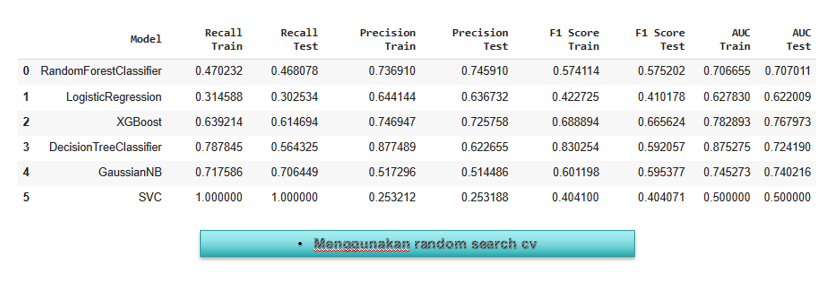 Model Recall Train Recall Test Precision Train Precision Test F1 Score Train F1 Score Test AUC Train AUC Test
0 RandomForestClassifier 0.470232 0.468078 0.736910 0.745910 0.574114 0.575202 0.706655 0.707011
1 LogisticRegression 0.314588 0.302534 0.644144 0.636732 0.422725 0.410178 0.627830 0.622009
2 XGBoost 0.639214 0.614694 0.746947 0.725758 0.688894 0.665624 0.782893 0.767973
3 DecisionTreeClassifier 0.787845 0.564325 0.877489 0.622655 0.830254 0.592057 0.875275 0.724190
4 GaussianNB 0.717586 0.706449 0.517296 0.514486 0.601198 0.595377 0.745273 0.740216
5 SVC 1.000000 1.000000 0.253212 0.253188 0.404100 0.404071 0.500000 0.500000
• Menggunakan random search cv